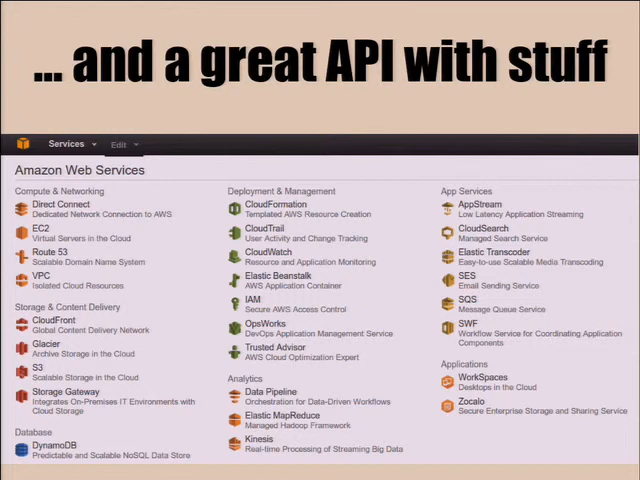 ... and a great API with stuff
Services
Edit
Amazon Web Services
Compute & Networking
Direct Connect
Dedicated Network Connection to AWS
EC2
Virtual Servers in the Cloud
Route 53
Scalable Domain Name System
VPC
Isolated Cloud Resources
Storage & Content Delivery
CloudFront
Global Content Delivery Network
Glacier
Archive Storage in the Cloud
S3
Scalable Storage in the Cloud
Storage Gateway
Integrates On-Premises IT Environments with
Cloud Storage
Database
DynamoDB
Predictable and Scalable NoSQL Data Store
Deployment & Management
CloudFormation
Templated AWS Resource Creation
CloudTrail
User Activity and Change Tracking
CloudWatch
Resource and Application Monitoring
Elastic Beanstalk
AWS Application Container
IAM
Secure AWS Access Control
OpsWorks
DevOps Application Management Service
Trusted Advisor
AWS Cloud Optimization Expert
Analytics
Data Pipeline
Orchestration for Data-Driven Workflows
Elastic MapReduce
Managed Hadoop Framework
Kinesis
Real-time Processing of Streaming Big Data
App Services
AppStream
Low Latency Application Streaming
CloudSearch
Managed Search Service
Elastic Transcoder
Easy-to-use Scalable Media Transcoding
SES
Email Sending Service
SQS
Message Queue Service
SWF
Workflow Service for Coordinating Application
Components
Applications
WorkSpaces
Desktops in the Cloud
Zocalo
Secure Enterprise Storage and Sharing Service